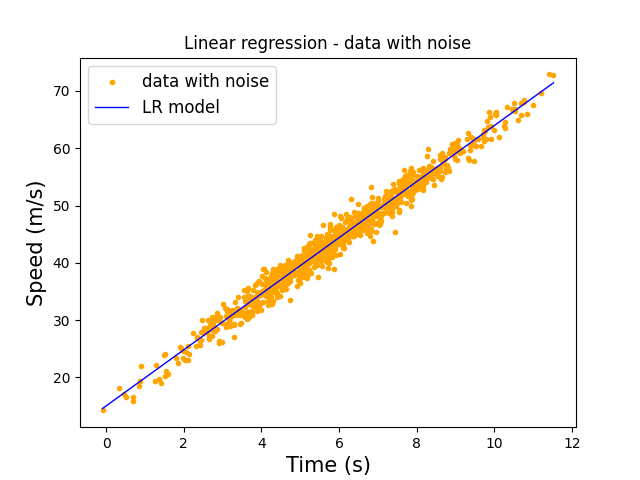 Linear regression - data with noise
data with noise
LR model
70
60
50
40
30
20
Speed (m/s)
0 2 4 6 8 10 12
Time (s)